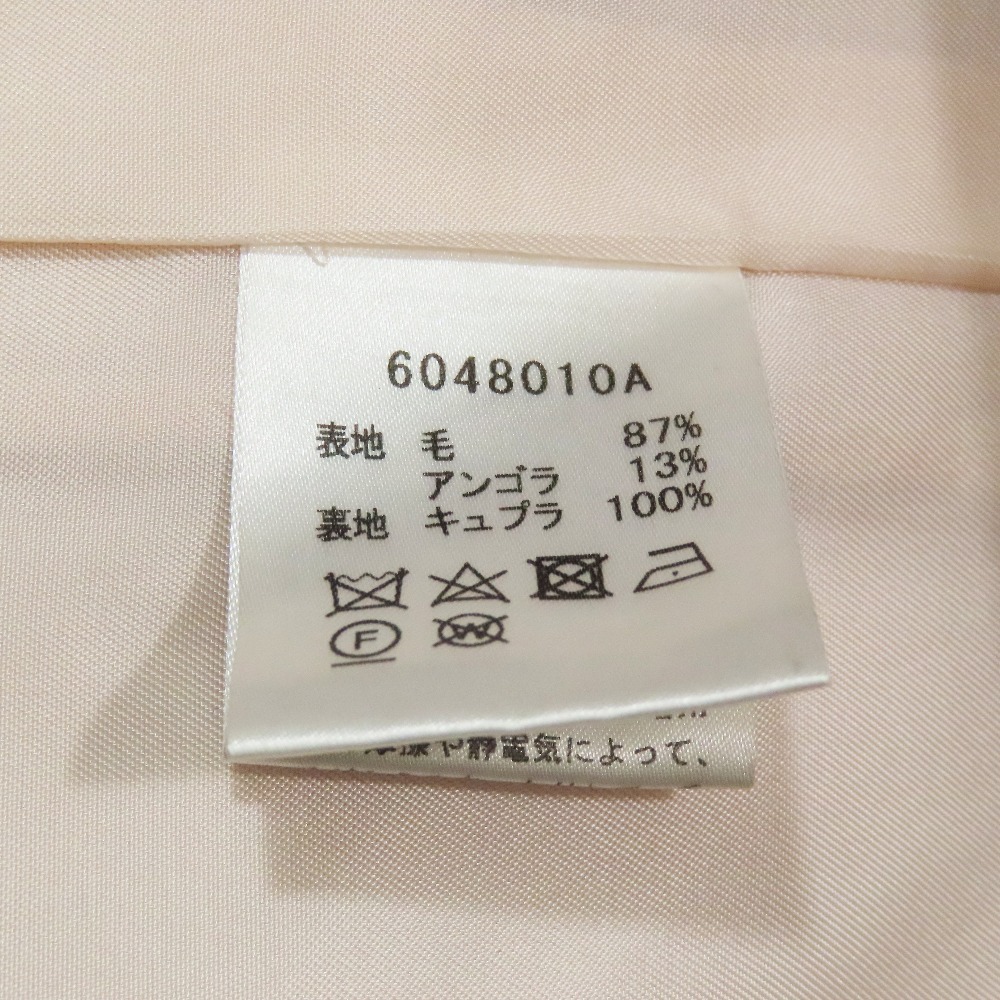 6048010A
表地 毛 87%
アンゴラ 13%
裏地 キュプラ 100%
F W
摩擦や静電気によって、